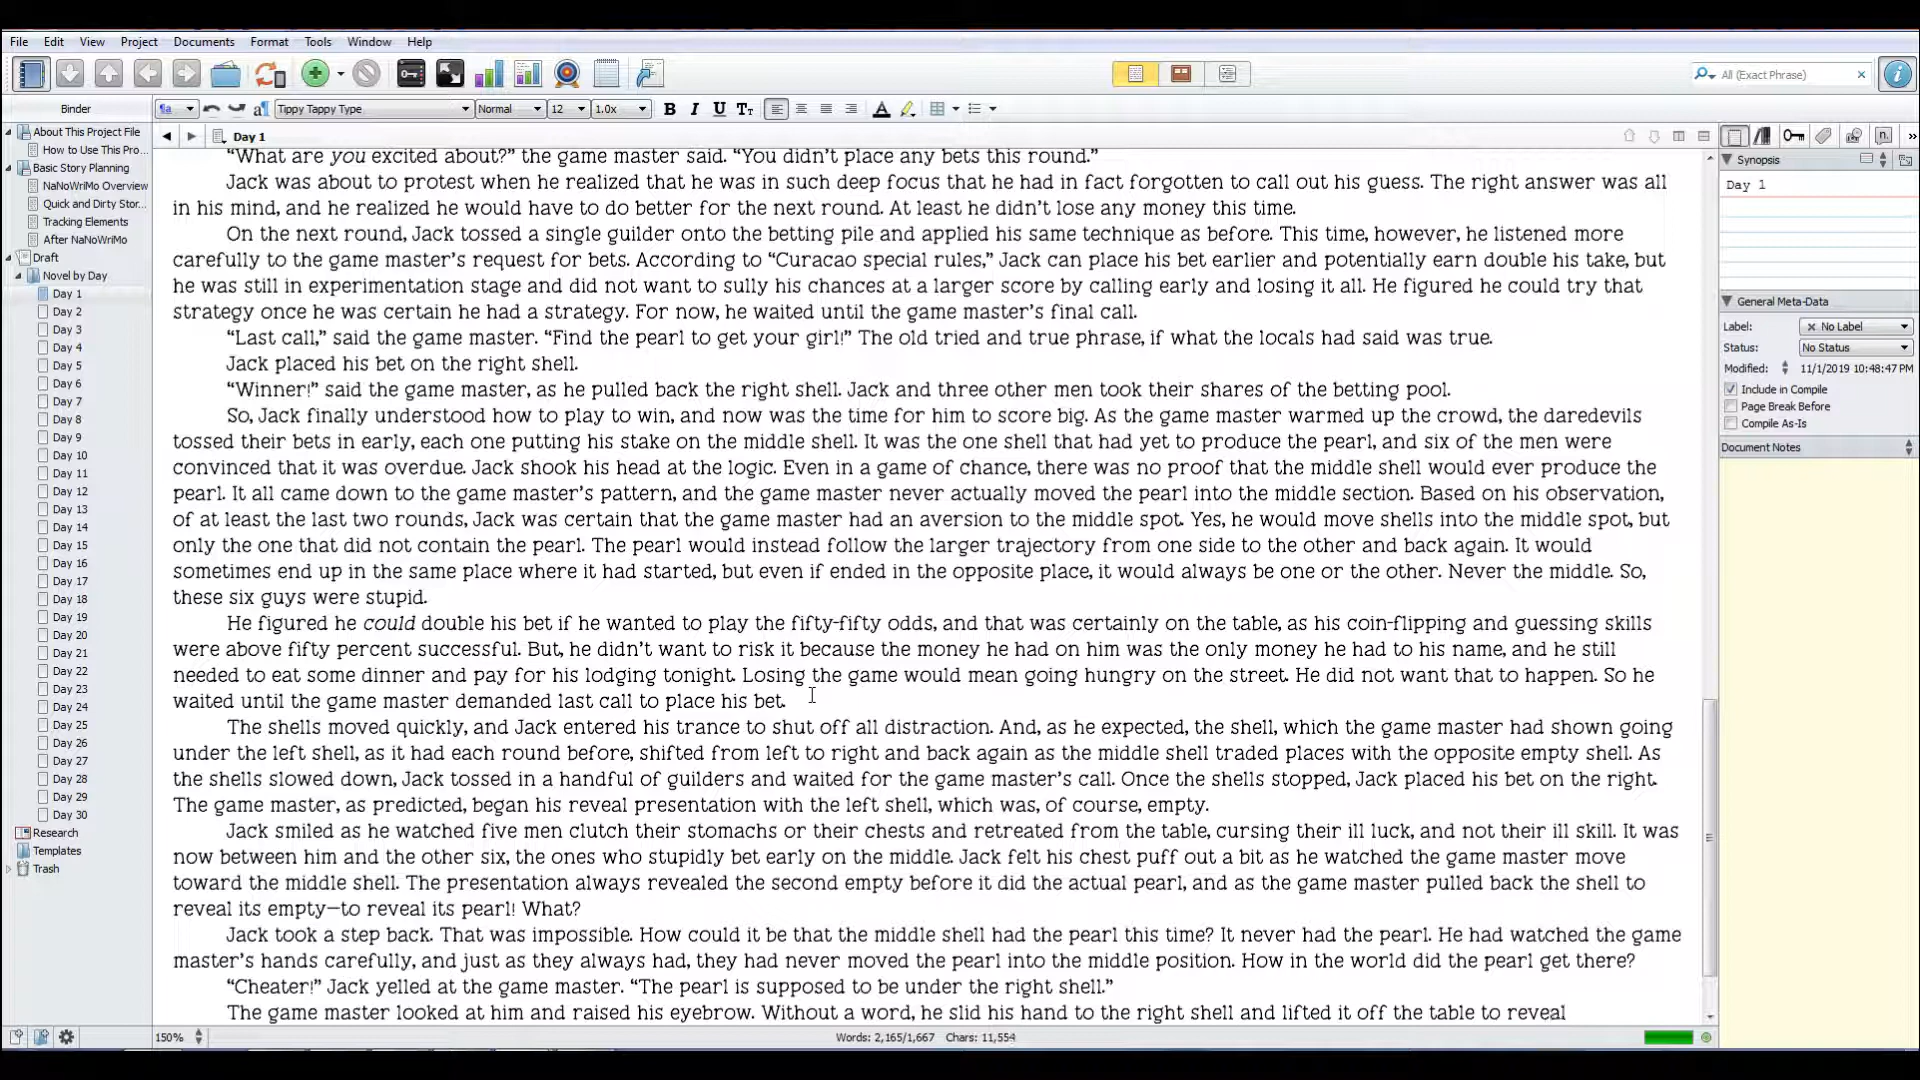 File Edit View Project Documents Format Tools Window Help
All (Exact Phrase)
Binder
Tippy Tappy Type Normal 12 1.0x B I U
Day 1
About This Project File
How to Use This Pro...
Basic Story Planning
NaNoWriMo Overview
Quick and Dirty Stor...
Tracking Elements
After NaNoWriMo
Draft
Novel by Day
Day 1
Day 2
Day 3
Day 4
Day 5
Day 6
Day 7
Day 8
Day 9
Day 10
Day 11
Day 12
Day 13
Day 14
Day 15
Day 16
Day 17
Day 18
Day 19
Day 20
Day 21
Day 22
Day 23
Day 24
Day 25
Day 26
Day 27
Day 28
Day 29
Day 30
Research
Templates
Trash
“What are you excited about?” the game master said. “You didn’t place any bets this round.”
Jack was about to protest when he realized that he was in such deep focus that he had in fact forgotten to call out his guess. The right answer was all
in his mind, and he realized he would have to do better for the next round. At least he didn’t lose any money this time.
On the next round, Jack tossed a single guilder onto the betting pile and applied his same technique as before. This time, however, he listened more
carefully to the game master’s request for bets. According to “Curacao special rules,” Jack can place his bet earlier and potentially earn double his take, but
he was still in experimentation stage and did not want to sully his chances at a larger score by calling early and losing it all. He figured he could try that
strategy once he was certain he had a strategy. For now, he waited until the game master’s final call.
“Last call,” said the game master. “Find the pearl to get your girl!” The old tried and true phrase, if what the locals had said was true.
Jack placed his bet on the right shell.
“Winner!” said the game master, as he pulled back the right shell. Jack and three other men took their shares of the betting pool.
So, Jack finally understood how to play to win, and now was the time for him to score big. As the game master warmed up the crowd, the daredevils
tossed their bets in early, each one putting his stake on the middle shell. It was the one shell that had yet to produce the pearl, and six of the men were
convinced that it was overdue. Jack shook his head at the logic. Even in a game of chance, there was no proof that the middle shell would ever produce the
pearl. It all came down to the game master’s pattern, and the game master never actually moved the pearl into the middle section. Based on his observation,
of at least the last two rounds, Jack was certain that the game master had an aversion to the middle spot. Yes, he would move shells into the middle spot, but
only the one that did not contain the pearl. The pearl would instead follow the larger trajectory from one side to the other and back again. It would
sometimes end up in the same place where it had started, but even if ended in the opposite place, it would always be one or the other. Never the middle. So,
these six guys were stupid.
He figured he could double his bet if he wanted to play the fifty-fifty odds, and that was certainly on the table, as his coin-flipping and guessing skills
were above fifty percent successful. But, he didn’t want to risk it because the money he had on him was the only money he had to his name, and he still
needed to eat some dinner and pay for his lodging tonight. Losing the game would mean going hungry on the street. He did not want that to happen. So he
waited until the game master demanded last call to place his bet.
The shells moved quickly, and Jack entered his trance to shut off all distraction. And, as he expected, the shell, which the game master had shown going
under the left shell, as it had each round before, shifted from left to right and back again as the middle shell traded places with the opposite empty shell. As
the shells slowed down, Jack tossed in a handful of guilders and waited for the game master’s call. Once the shells stopped, Jack placed his bet on the right.
The game master, as predicted, began his reveal presentation with the left shell, which was, of course, empty.
Jack smiled as he watched five men clutch their stomachs or their chests and retreated from the table, cursing their ill luck, and not their ill skill. It was
now between him and the other six, the ones who stupidly bet early on the middle. Jack felt his chest puff out a bit as he watched the game master move
toward the middle shell. The presentation always revealed the second empty before it did the actual pearl, and as the game master pulled back the shell to
reveal its empty—to reveal its pearl! What?
Jack took a step back. That was impossible. How could it be that the middle shell had the pearl this time? It never had the pearl. He had watched the game
master’s hands carefully, and just as they always had, they had never moved the pearl into the middle position. How in the world did the pearl get there?
“Cheater!” Jack yelled at the game master. “The pearl is supposed to be under the right shell.”
The game master looked at him and raised his eyebrow. Without a word, he slid his hand to the right shell and lifted it off the table to reveal
150%
Words: 2,165/1,667 Chars: 11,554
Synopsis
Day 1
General Meta-Data
Label: No Label
Status: No Status
Modified: 11/1/2019 10:48:47 PM
Include in Compile
Page Break Before
Compile As-Is
Document Notes